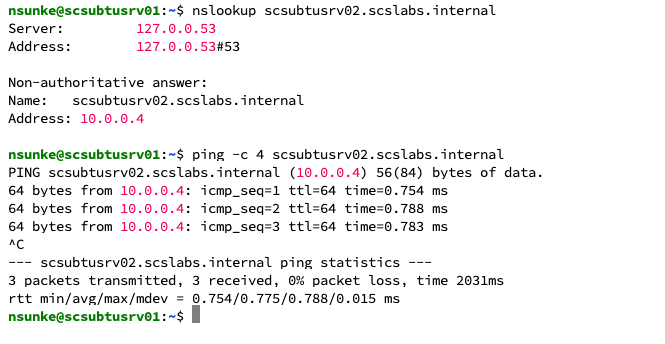 nsunke@scsubtusrv01:~$ nslookup scsubtusrv02.scslabs.internal
Server:         127.0.0.53
Address:        127.0.0.53#53

Non-authoritative answer:
Name:   scsubtusrv02.scslabs.internal
Address: 10.0.0.4

nsunke@scsubtusrv01:~$ ping -c 4 scsubtusrv02.scslabs.internal
PING scsubtusrv02.scslabs.internal (10.0.0.4) 56(84) bytes of data.
64 bytes from 10.0.0.4: icmp_seq=1 ttl=64 time=0.754 ms
64 bytes from 10.0.0.4: icmp_seq=2 ttl=64 time=0.788 ms
64 bytes from 10.0.0.4: icmp_seq=3 ttl=64 time=0.783 ms
^C
--- scsubtusrv02.scslabs.internal ping statistics ---
3 packets transmitted, 3 received, 0% packet loss, time 2031ms
rtt min/avg/max/mdev = 0.754/0.775/0.788/0.015 ms
nsunke@scsubtusrv01:~$